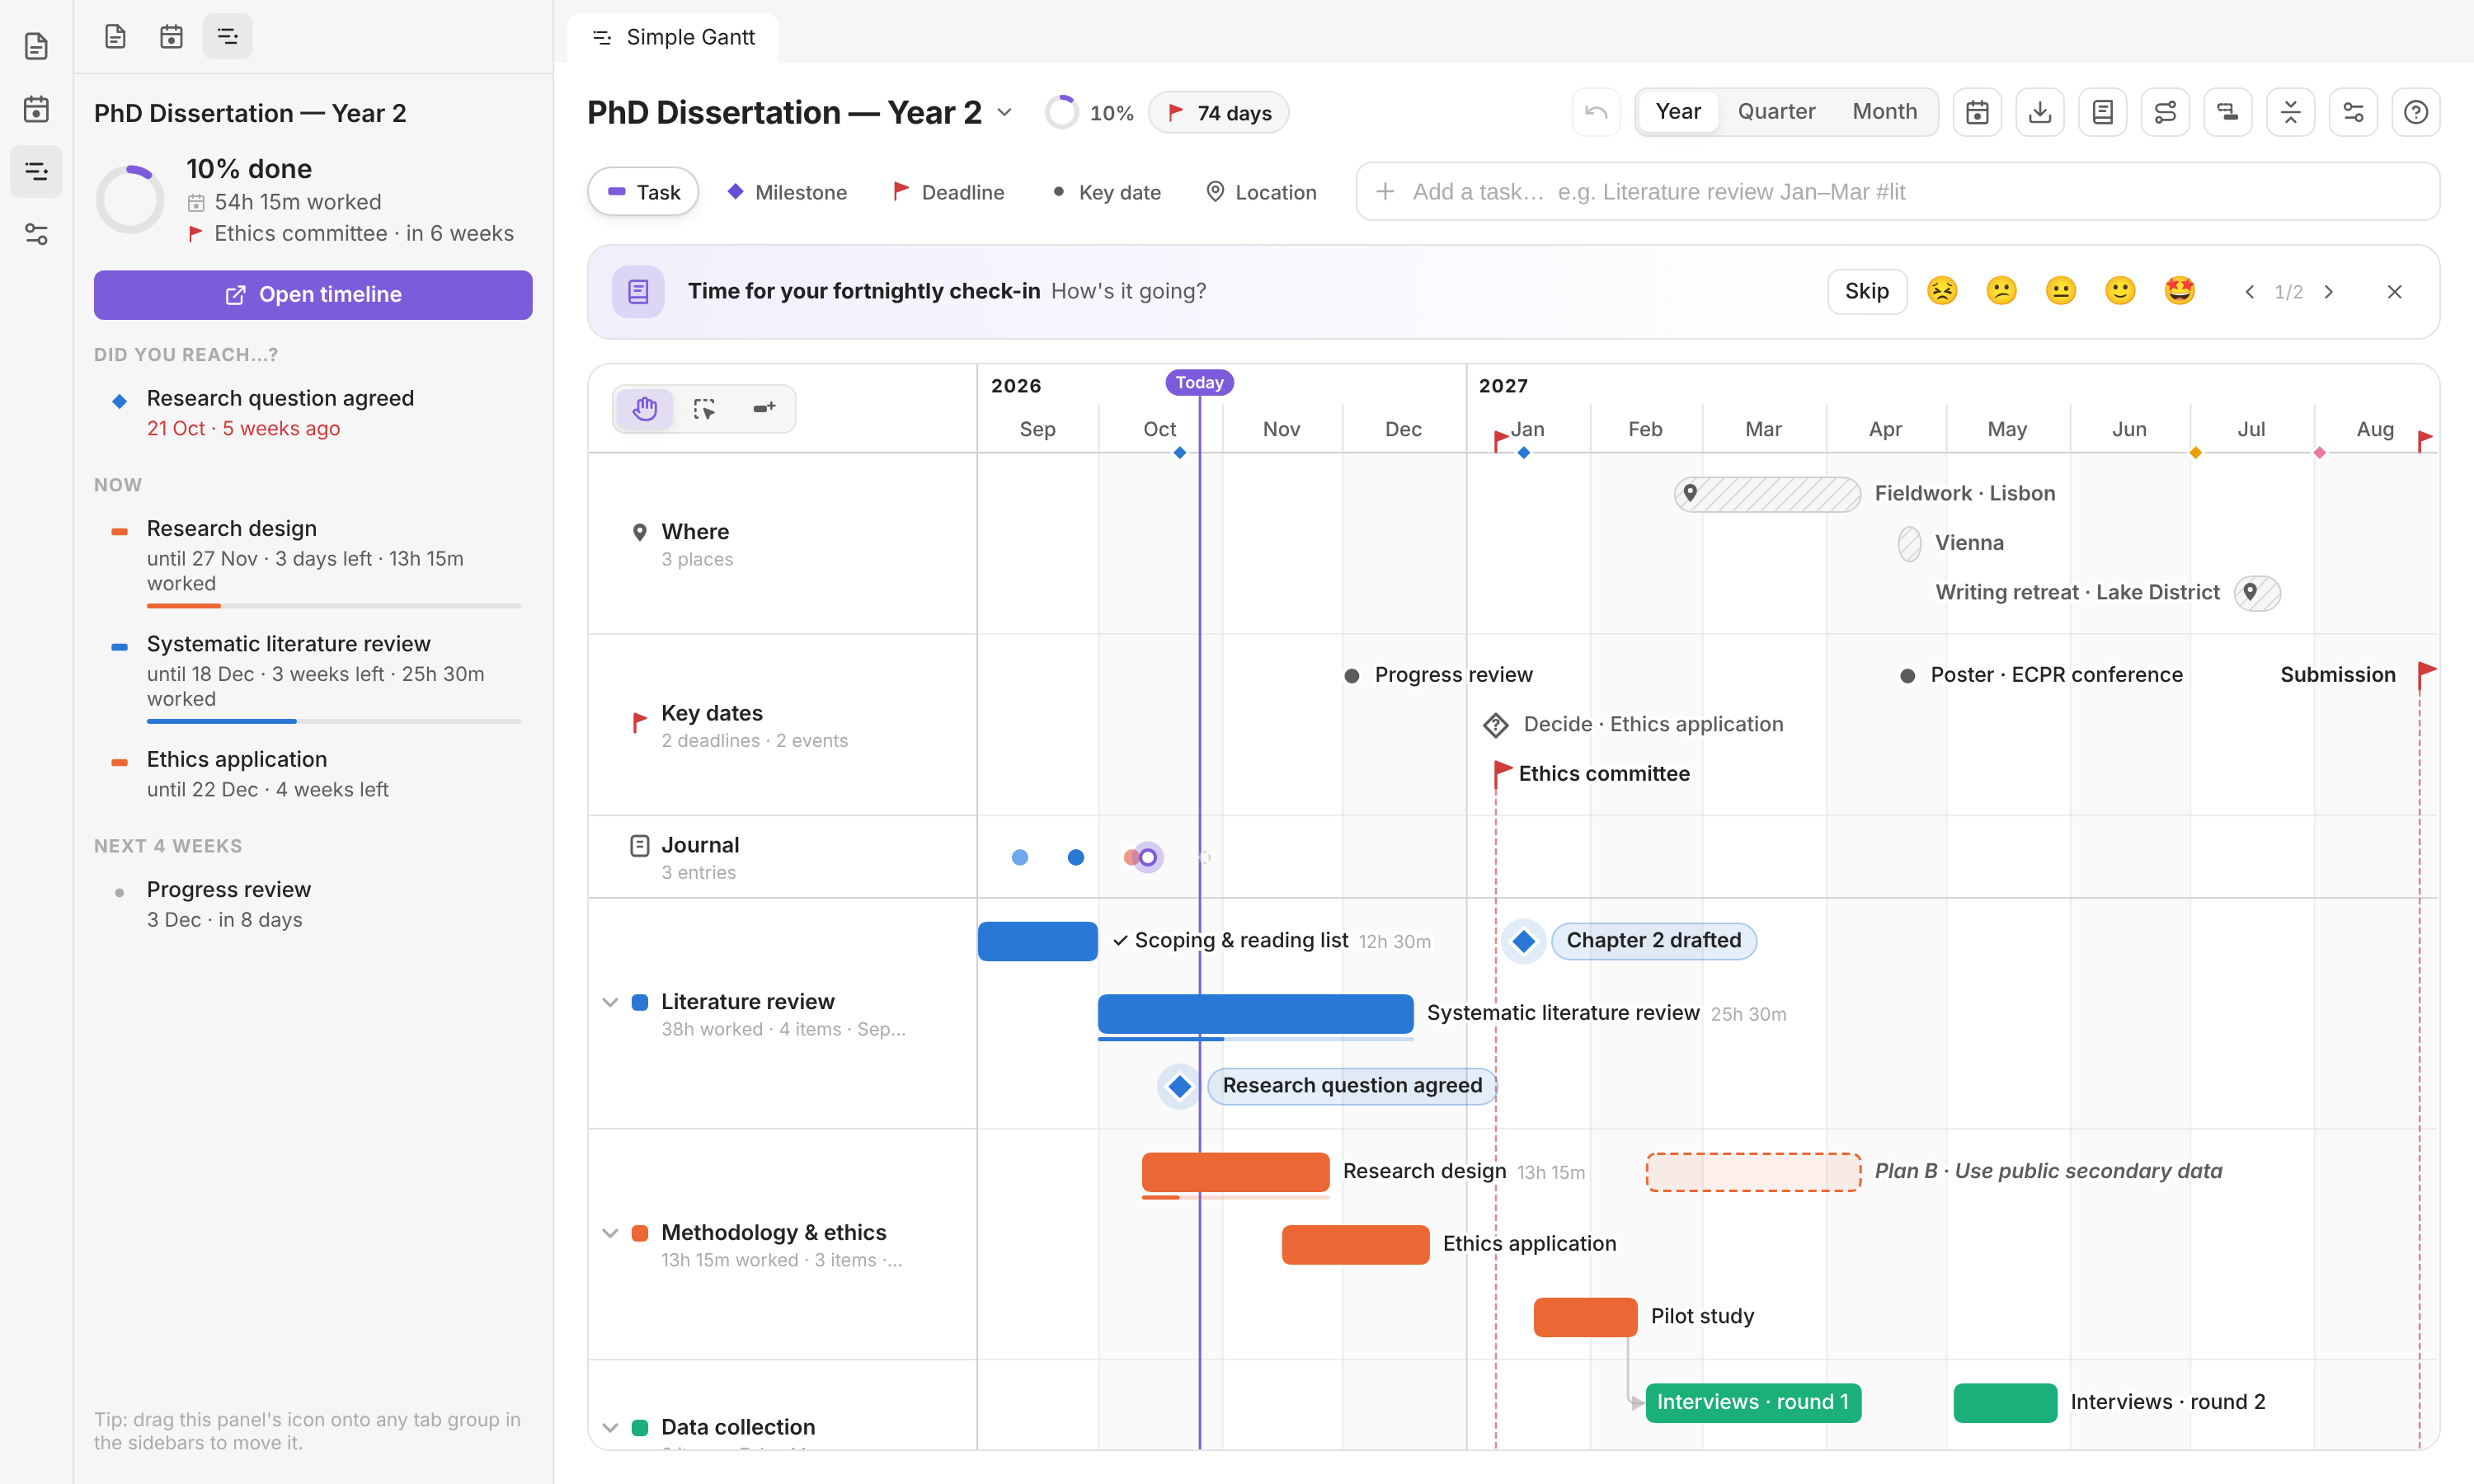 Simple Gantt
PhD Dissertation — Year 2
10% done
54h 15m worked
Ethics committee · in 6 weeks
Open timeline
DID YOU REACH...?
Research question agreed
21 Oct · 5 weeks ago
NOW
Research design
until 27 Nov · 3 days left · 13h 15m
worked
Systematic literature review
until 18 Dec · 3 weeks left · 25h 30m
worked
Ethics application
until 22 Dec · 4 weeks left
NEXT 4 WEEKS
Progress review
3 Dec · in 8 days
Tip: drag this panel's icon onto any tab group in
the sidebars to move it.
PhD Dissertation — Year 2 10% 74 days Year Quarter Month
Task Milestone Deadline Key date Location Add a task… e.g. Literature review Jan–Mar #lit
Time for your fortnightly check-in How's it going? Skip 1/2
2026 Today 2027
Sep Oct Nov Dec Jan Feb Mar Apr May Jun Jul Aug
Where
3 places
Fieldwork · Lisbon
Vienna
Writing retreat · Lake District
Key dates
2 deadlines · 2 events
Progress review Poster · ECPR conference Submission
Decide · Ethics application
Ethics committee
Journal
3 entries
Literature review
38h worked · 4 items · Sep...
Scoping & reading list 12h 30m Chapter 2 drafted
Systematic literature review 25h 30m
Research question agreed
Methodology & ethics
13h 15m worked · 3 items ·...
Research design 13h 15m Plan B · Use public secondary data
Ethics application
Pilot study
Data collection
Interviews · round 1 Interviews · round 2